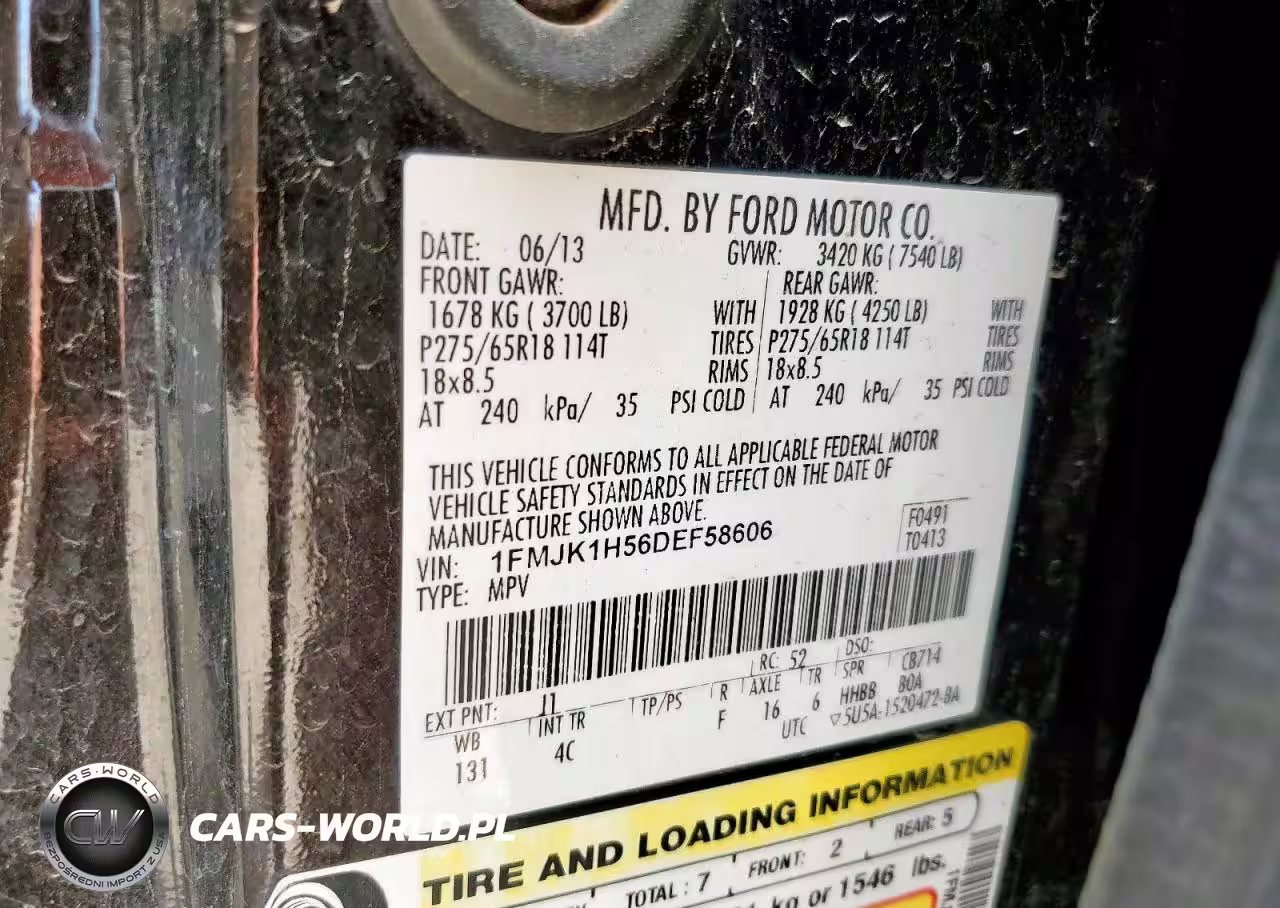 MFD. BY FORD MOTOR CO.
DATE: 06/13 GVWR: 3420 KG ( 7540 LB)
FRONT GAWR: REAR GAWR:
1678 KG ( 3700 LB) WITH 1928 KG ( 4250 LB) WITH
P275/65R18 114T TIRES P275/65R18 114T TIRES
18x8.5 RIMS 18x8.5 RIMS
AT 240 kPa/ 35 PSI COLD AT 240 kPa/ 35 PSI COLD
THIS VEHICLE CONFORMS TO ALL APPLICABLE FEDERAL MOTOR
VEHICLE SAFETY STANDARDS IN EFFECT ON THE DATE OF
MANUFACTURE SHOWN ABOVE.
VIN: 1FMJK1H56DEF58606 F0491
TYPE: MPV T0413
EXT PNT: JJ RC: 52 DSO:
WB INT TR TP/PS R AXLE TR SPR CB714
131 4C F 16 6 HHBB BOA
UTC ▽5U5A-1520472-BA
TIRE AND LOADING INFORMATION
TOTAL : 7 FRONT: 2 REAR: 5
kg or 1546 lbs.
CARS-WORLD
CW
BEZPOŚREDNI IMPORT Z USA
CARS-WORLD.PL